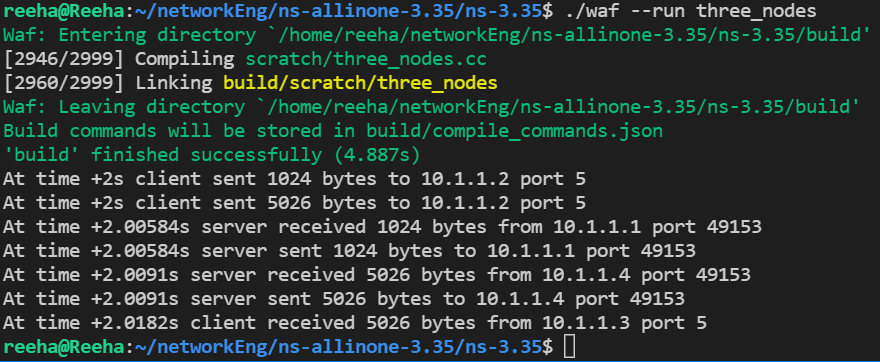 reeha@Reeha:~/networkEng/ns-allinone-3.35/ns-3.35$ ./waf --run three_nodes
Waf: Entering directory `/home/reeha/networkEng/ns-allinone-3.35/ns-3.35/build'
[2946/2999] Compiling scratch/three_nodes.cc
[2960/2999] Linking build/scratch/three_nodes
Waf: Leaving directory `/home/reeha/networkEng/ns-allinone-3.35/ns-3.35/build'
Build commands will be stored in build/compile_commands.json
'build' finished successfully (4.887s)
At time +2s client sent 1024 bytes to 10.1.1.2 port 5
At time +2s client sent 5026 bytes to 10.1.1.2 port 5
At time +2.00584s server received 1024 bytes from 10.1.1.1 port 49153
At time +2.00584s server sent 1024 bytes to 10.1.1.1 port 49153
At time +2.0091s server received 5026 bytes from 10.1.1.4 port 49153
At time +2.0091s server sent 5026 bytes to 10.1.1.4 port 49153
At time +2.0182s client received 5026 bytes from 10.1.1.3 port 5
reeha@Reeha:~/networkEng/ns-allinone-3.35/ns-3.35$